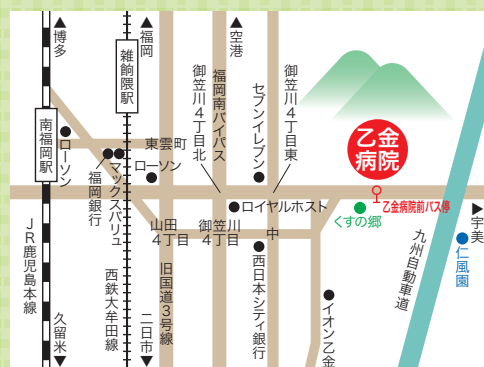 ▲博多
▲福岡
▲空港
雑餉隈駅
南福岡駅
ローソン
福岡銀行
マックスバリュ
東雲町
ローソン
御笠川4丁目北
福岡南バイパス
セブンイレブン
御笠川4丁目東
乙金
病院
乙金病院前バス停
くすの郷
▶宇美
仁風園
九州自動車道
ロイヤルホスト
山田
4丁目
御笠川
4丁目
中
西日本シティ銀行
イオン乙金
旧国道3号線
西鉄大牟田線
JR鹿児島本線
久留米▼
二日市▼